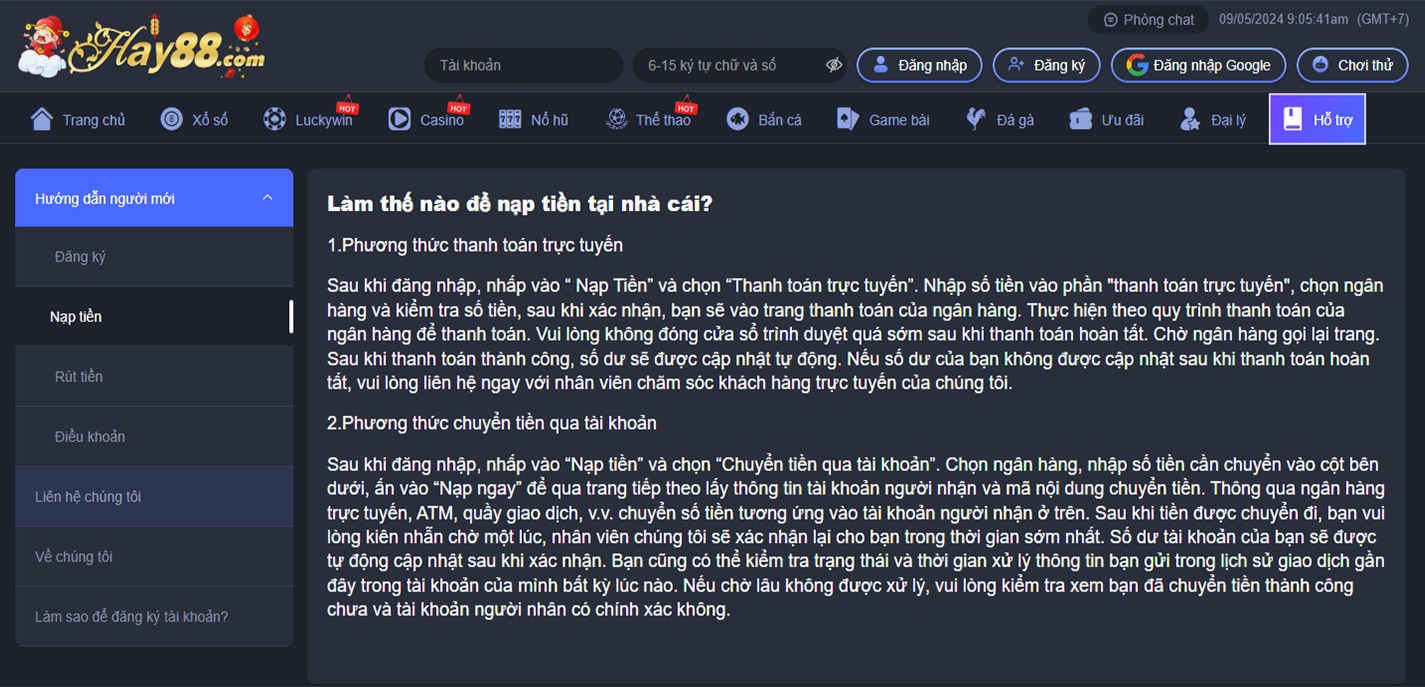 Hay88.com
Phòng chat
09/05/2024 9:05:41am (GMT+7)
Tài khoản
6-15 ký tự chữ và số
Đăng nhập
Đăng ký
Đăng nhập Google
Chơi thử
Trang chủ
Xổ số
Luckywin
HOT
Casino
HOT
Nổ hũ
Thể thao
HOT
Bắn cá
Game bài
Đá gà
Ưu đãi
Đại lý
Hỗ trợ
Hướng dẫn người mới
Đăng ký
Nạp tiền
Rút tiền
Điều khoản
Liên hệ chúng tôi
Về chúng tôi
Làm sao để đăng ký tài khoản?
Làm thế nào để nạp tiền tại nhà cái?
1.Phương thức thanh toán trực tuyến
Sau khi đăng nhập, nhấp vào “ Nạp Tiền” và chọn “Thanh toán trực tuyến”. Nhập số tiền vào phần "thanh toán trực tuyến", chọn ngân
hàng và kiểm tra số tiền, sau khi xác nhận, bạn sẽ vào trang thanh toán của ngân hàng. Thực hiện theo quy trình thanh toán của
ngân hàng để thanh toán. Vui lòng không đóng cửa sổ trình duyệt quá sớm sau khi thanh toán hoàn tất. Chờ ngân hàng gọi lại trang.
Sau khi thanh toán thành công, số dư sẽ được cập nhật tự động. Nếu số dư của bạn không được cập nhật sau khi thanh toán hoàn
tất, vui lòng liên hệ ngay với nhân viên chăm sóc khách hàng trực tuyến của chúng tôi.
2.Phương thức chuyển tiền qua tài khoản
Sau khi đăng nhập, nhấp vào “Nạp tiền” và chọn “Chuyển tiền qua tài khoản”. Chọn ngân hàng, nhập số tiền cần chuyển vào cột bên
dưới, ấn vào “Nạp ngay” để qua trang tiếp theo lấy thông tin tài khoản người nhận và mã nội dung chuyển tiền. Thông qua ngân hàng
trực tuyến, ATM, quầy giao dịch, v.v. chuyển số tiền tương ứng vào tài khoản người nhận ở trên. Sau khi tiền được chuyển đi, bạn vui
lòng kiên nhẫn chờ một lúc, nhân viên chúng tôi sẽ xác nhận lại cho bạn trong thời gian sớm nhất. Số dư tài khoản của bạn sẽ được
tự động cập nhật sau khi xác nhận. Bạn cũng có thể kiểm tra trạng thái và thời gian xử lý thông tin bạn gửi trong lịch sử giao dịch gần
đây trong tài khoản của mình bất kỳ lúc nào. Nếu chờ lâu không được xử lý, vui lòng kiểm tra xem bạn đã chuyển tiền thành công
chưa và tài khoản người nhân có chính xác không.